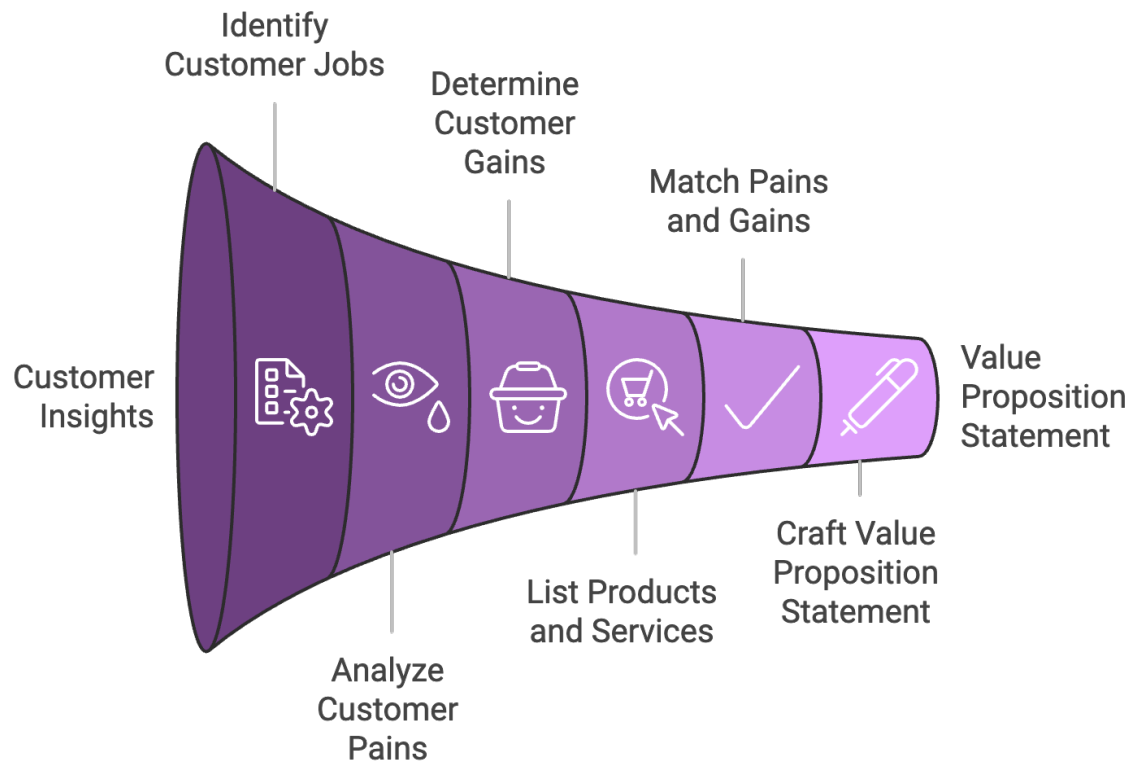 Identify
Customer Jobs
Determine
Customer
Gains
Match Pains
and Gains
Customer
Insights
Value
Proposition
Statement
Craft Value
Proposition
Statement
List Products
and Services
Analyze
Customer
Pains